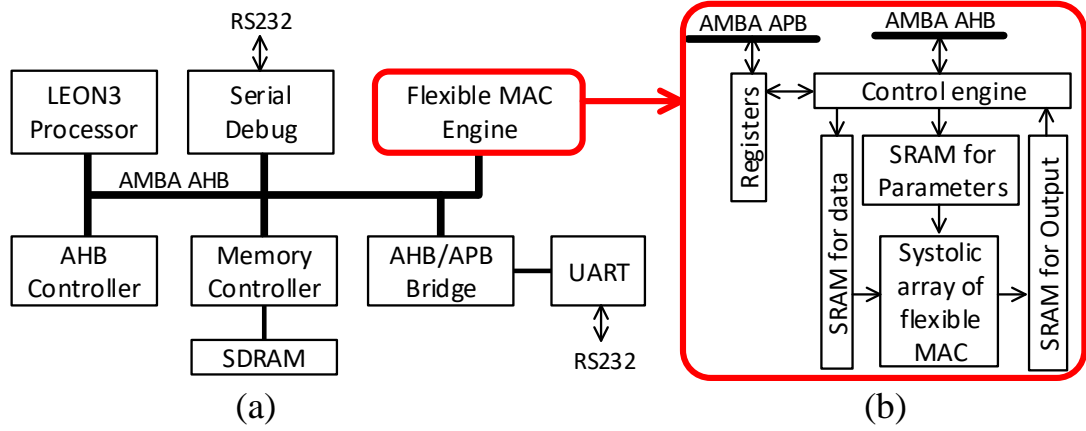 RS232
LEON3
Processor
Serial
Debug
Flexible MAC
Engine
AMBA AHB
AHB
Controller
Memory
Controller
AHB/APB
Bridge
UART
SDRAM
RS232
(a)
AMBA APB
AMBA AHB
Registers
Control engine
SRAM for data
SRAM for
Parameters
Systolic
array of
flexible
MAC
SRAM for Output
(b)